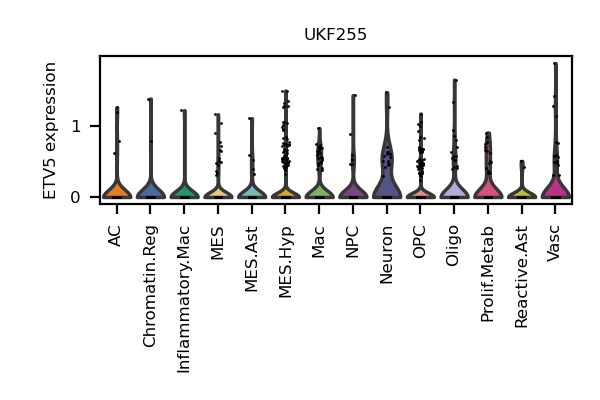 UKF255
ETV5 expression
1
0
AC
Chromatin.Reg
Inflammatory.Mac
MES
MES.Ast
MES.Hyp
Mac
NPC
Neuron
OPC
Oligo
Prolif.Metab
Reactive.Ast
Vasc